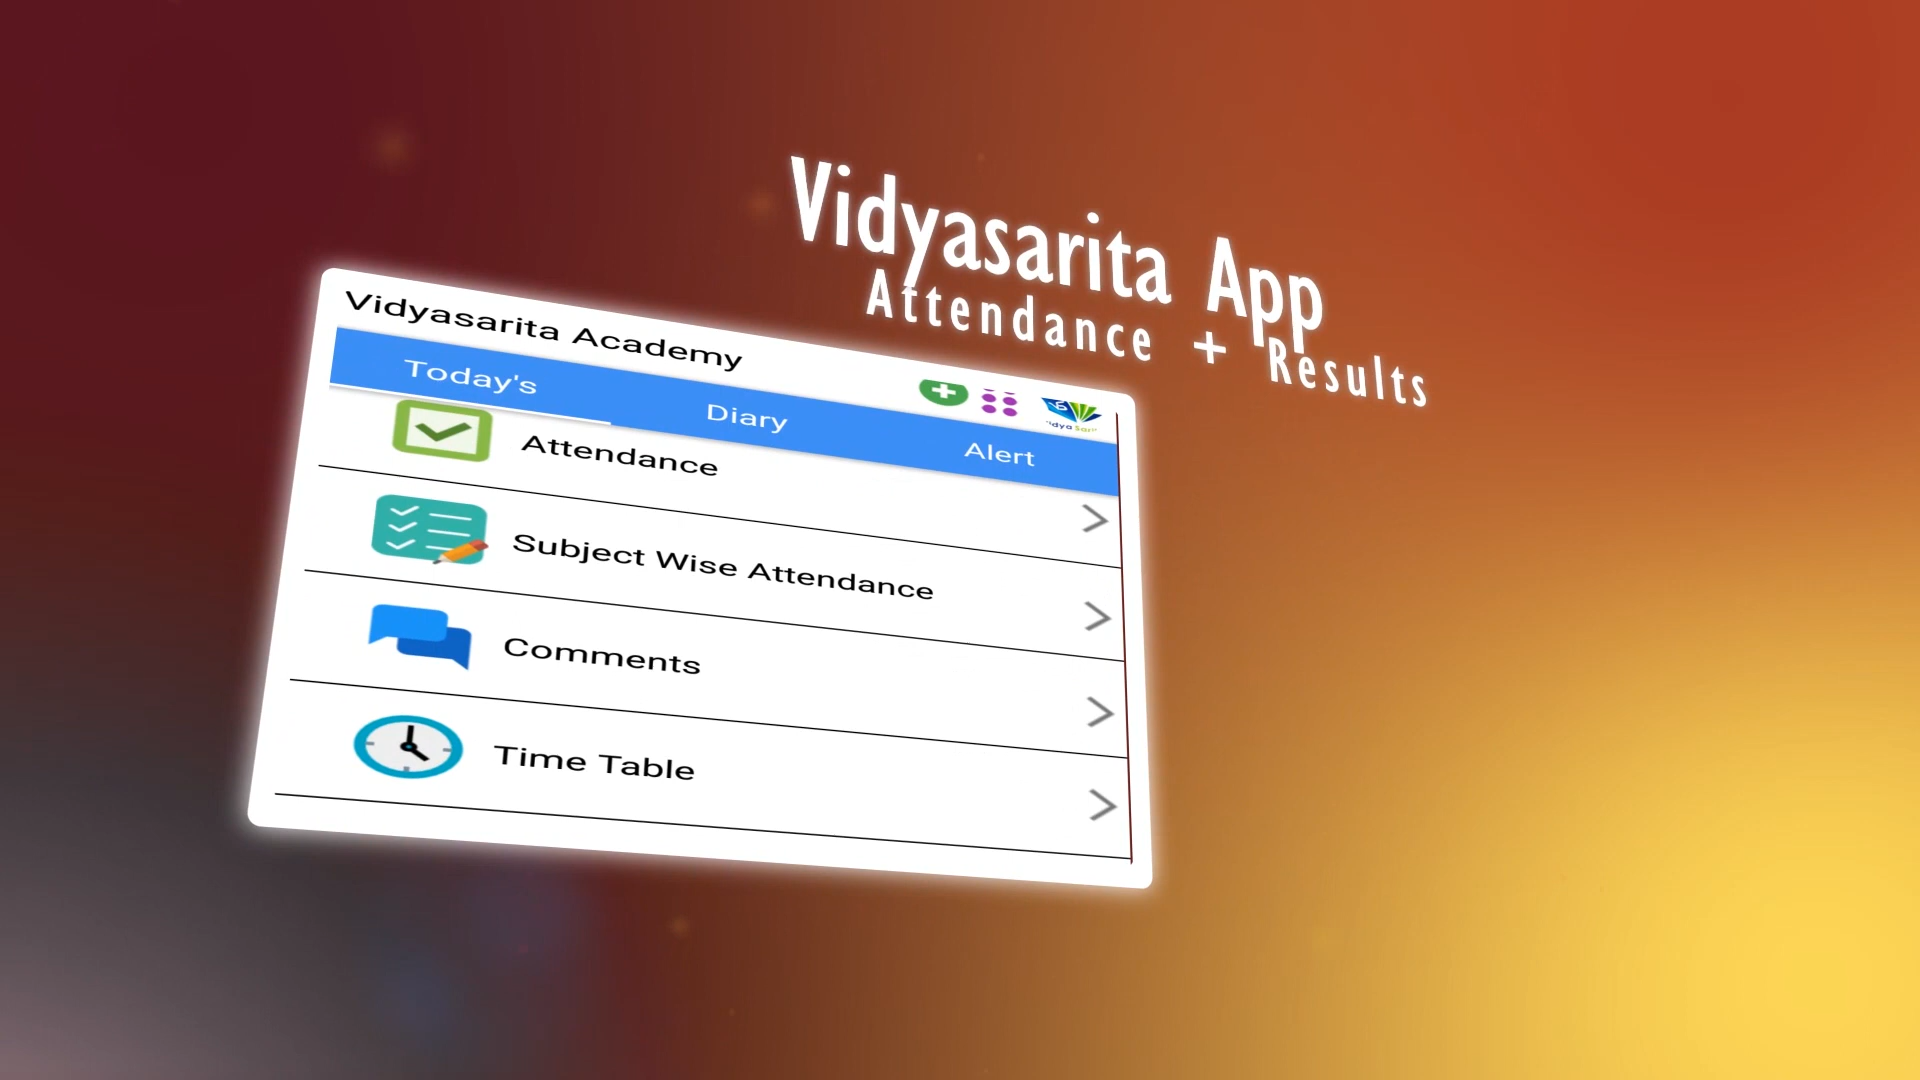 Vidyasarita App
Attendance + Results
Vidyasarita Academy
Today's
Diary
Alert
Attendance
Subject Wise Attendance
Comments
Time Table